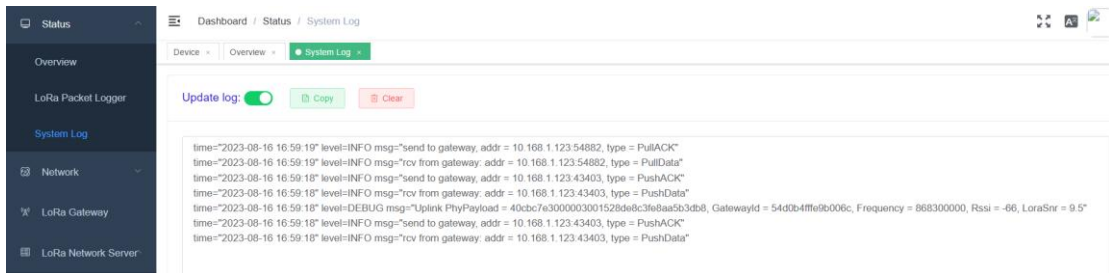 Status
Dashboard / Status / System Log
Device × Overview × System Log ×
Overview
LoRa Packet Logger
System Log
Network
LoRa Gateway
LoRa Network Server
Update log: Copy Clear
time="2023-08-16 16:59:19" level=INFO msg="send to gateway, addr = 10.168.1.123:54882, type = PullACK"
time="2023-08-16 16:59:19" level=INFO msg="rcv from gateway: addr = 10.168.1.123:54882, type = PullData"
time="2023-08-16 16:59:18" level=INFO msg="send to gateway, addr = 10.168.1.123:43403, type = PushACK"
time="2023-08-16 16:59:18" level=INFO msg="rcv from gateway: addr = 10.168.1.123:43403, type = PushData"
time="2023-08-16 16:59:18" level=DEBUG msg="Uplink PhyPayload = 40cbc7e3000003001528de8c3fe8aa5b3db8, GatewayId = 54d0b4fffe9b006c, Frequency = 868300000, Rssi = -66, LoraSnr = 9.5"
time="2023-08-16 16:59:18" level=INFO msg="send to gateway, addr = 10.168.1.123:43403, type = PushACK"
time="2023-08-16 16:59:18" level=INFO msg="rcv from gateway: addr = 10.168.1.123:43403, type = PushData"